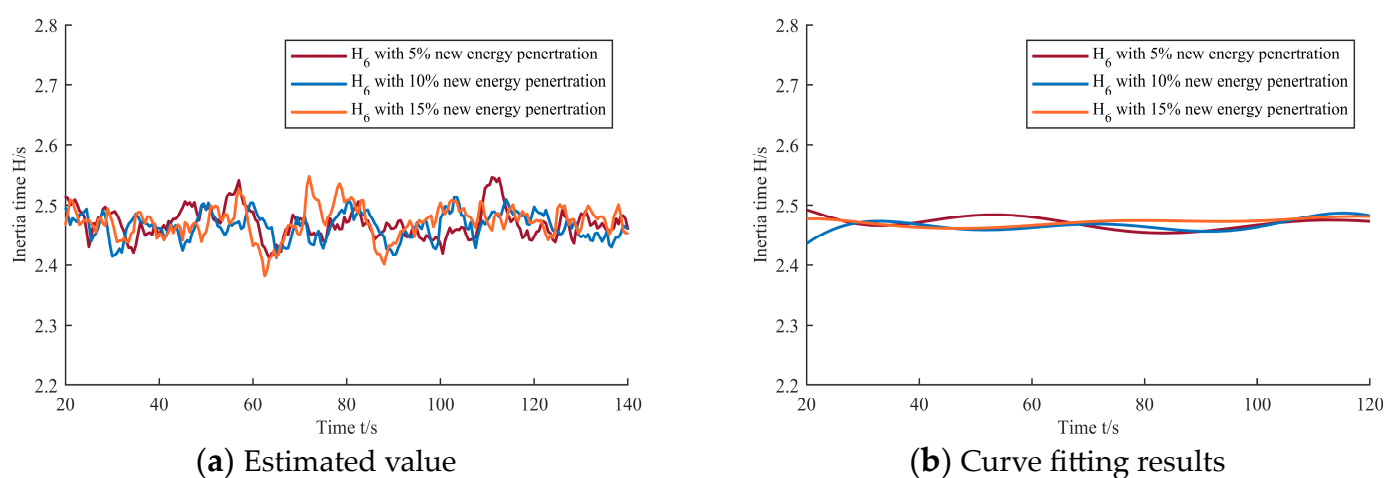 2.8
2.7
2.6
2.5
2.4
2.3
2.2
Inertia time H/s
H6 with 5% new energy penertration
H6 with 10% new energy penertration
H6 with 15% new energy penertration
20 40 60 80 100 120 140
Time t/s
(a) Estimated value
2.8
2.7
2.6
2.5
2.4
2.3
2.2
Inertia time H/s
H6 with 5% new energy penertration
H6 with 10% new energy penertration
H6 with 15% new energy penertration
20 40 60 80 100 120
Time t/s
(b) Curve fitting results